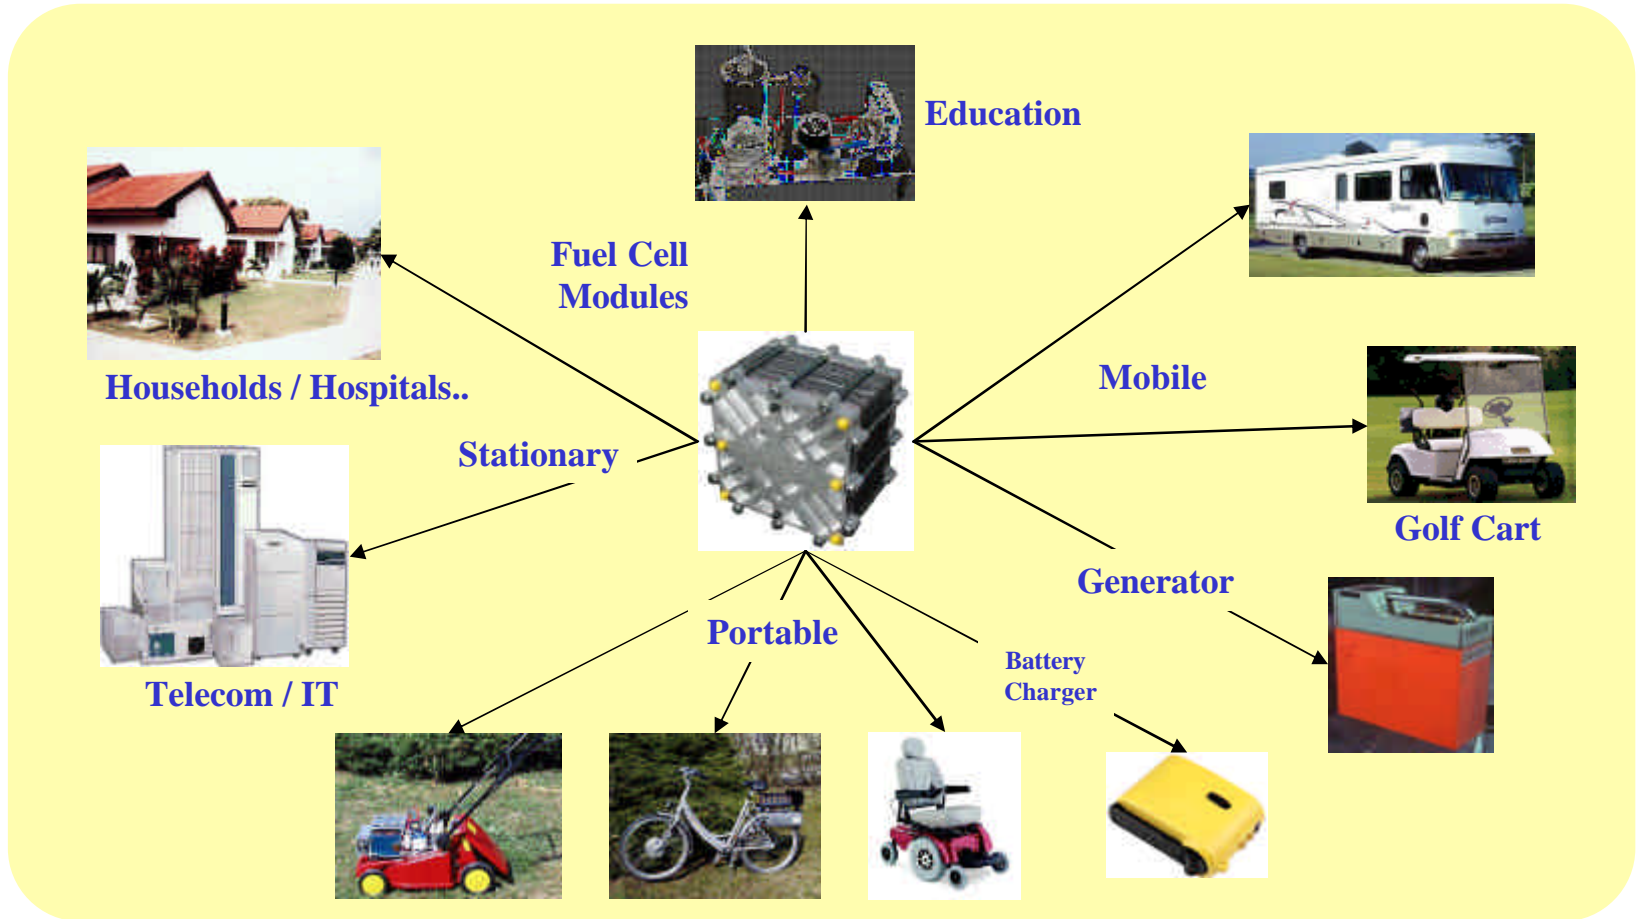 Education
Fuel Cell
Modules
Households / Hospitals..
Mobile
Stationary
Golf Cart
Generator
Portable
Battery
Charger
Telecom / IT